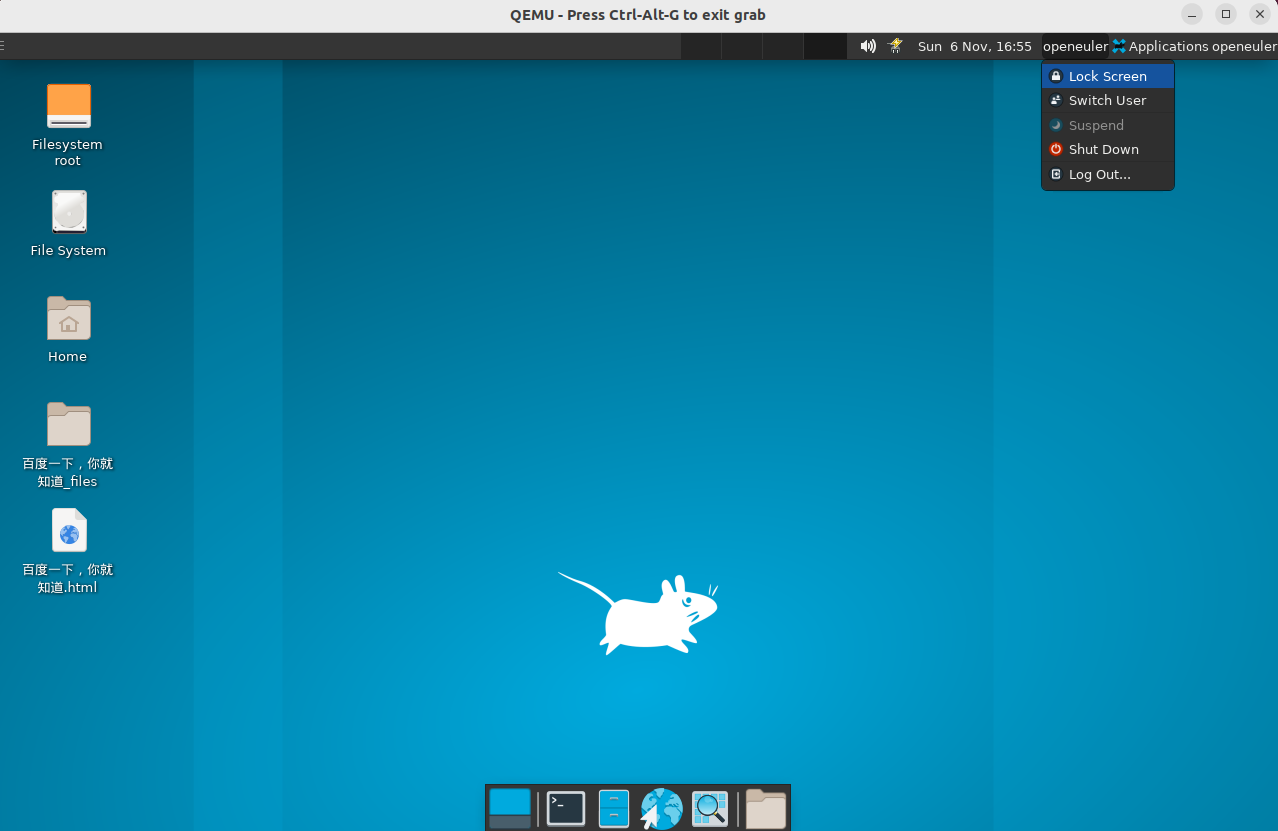 QEMU - Press Ctrl-Alt-G to exit grab
Sun 6 Nov, 16:55 openeuler Applications openeuler
Lock Screen
Switch User
Suspend
Shut Down
Log Out...
Filesystem
root
File System
Home
百度一下，你就
知道_files
百度一下，你就
知道.html
>_